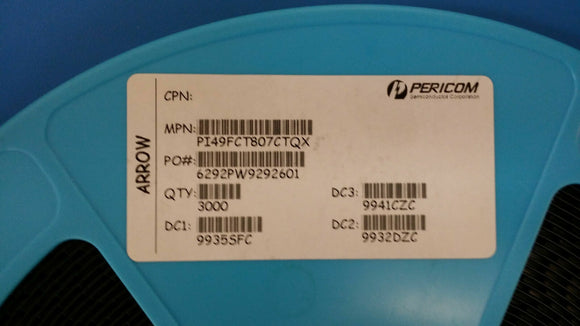 PERICOM
Semiconductor Corporation
ARROW
CPN:
MPN:
PI49FCT807CTQX
PO#:
6292PW9292601
QTY:
3000
DC3:
9941CZC
DC1:
9935SFC
DC2:
9932DZC